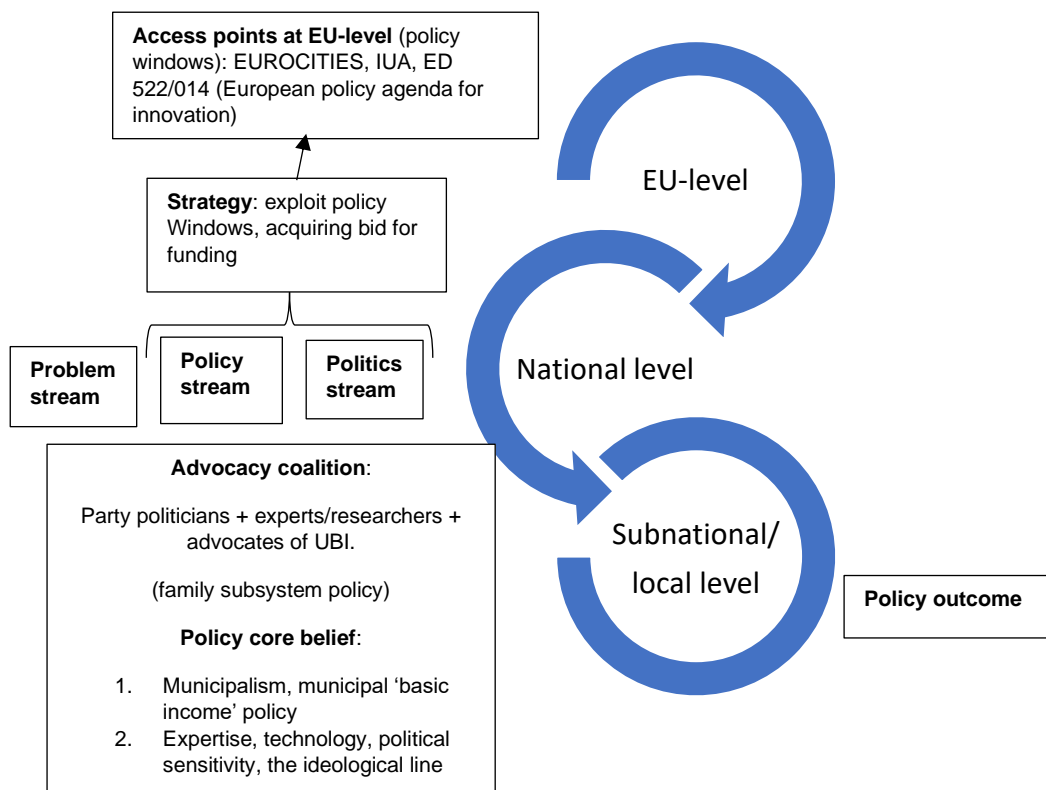 Access points at EU-level (policy
windows): EUROCITIES, IUA, ED
522/014 (European policy agenda for
innovation)
EU-level
Strategy: exploit policy
Windows, acquiring bid for
funding
National level
Problem
stream
Policy
stream
Politics
stream
Advocacy coalition:
Party politicians + experts/researchers +
advocates of UBI.
(family subsystem policy)
Policy core belief:
1. Municipalism, municipal ‘basic
income’ policy
2. Expertise, technology, political
sensitivity, the ideological line
Subnational/
local level
Policy outcome